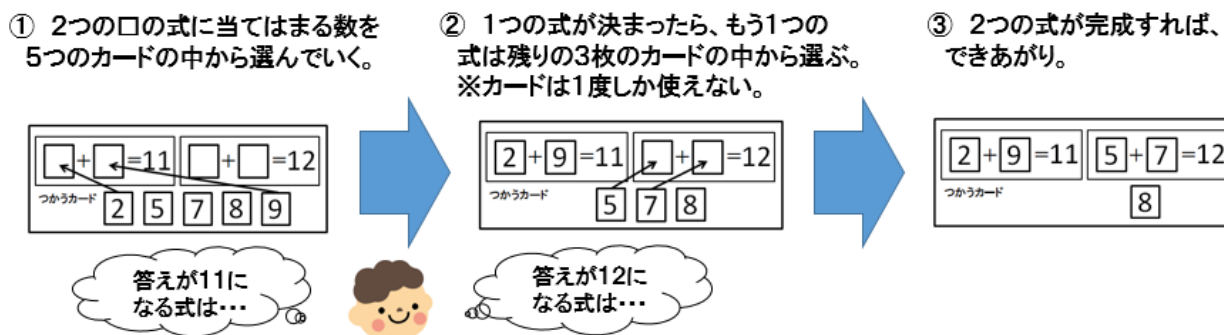 ① 2つの口の式に当てはまる数を
5つのカードの中から選んでいく。
□+□=11 □+□=12
つかうカード 2 5 7 8 9
答えが11に
なる式は・・・
② 1つの式が決まったら、もう1つの
式は残りの3枚のカードの中から選ぶ。
※カードは1度しか使えない。
2+9=11 □+□=12
つかうカード 5 7 8
答えが12に
なる式は・・・
③ 2つの式が完成すれば、
できあがり。
2+9=11 5+7=12
つかうカード 8